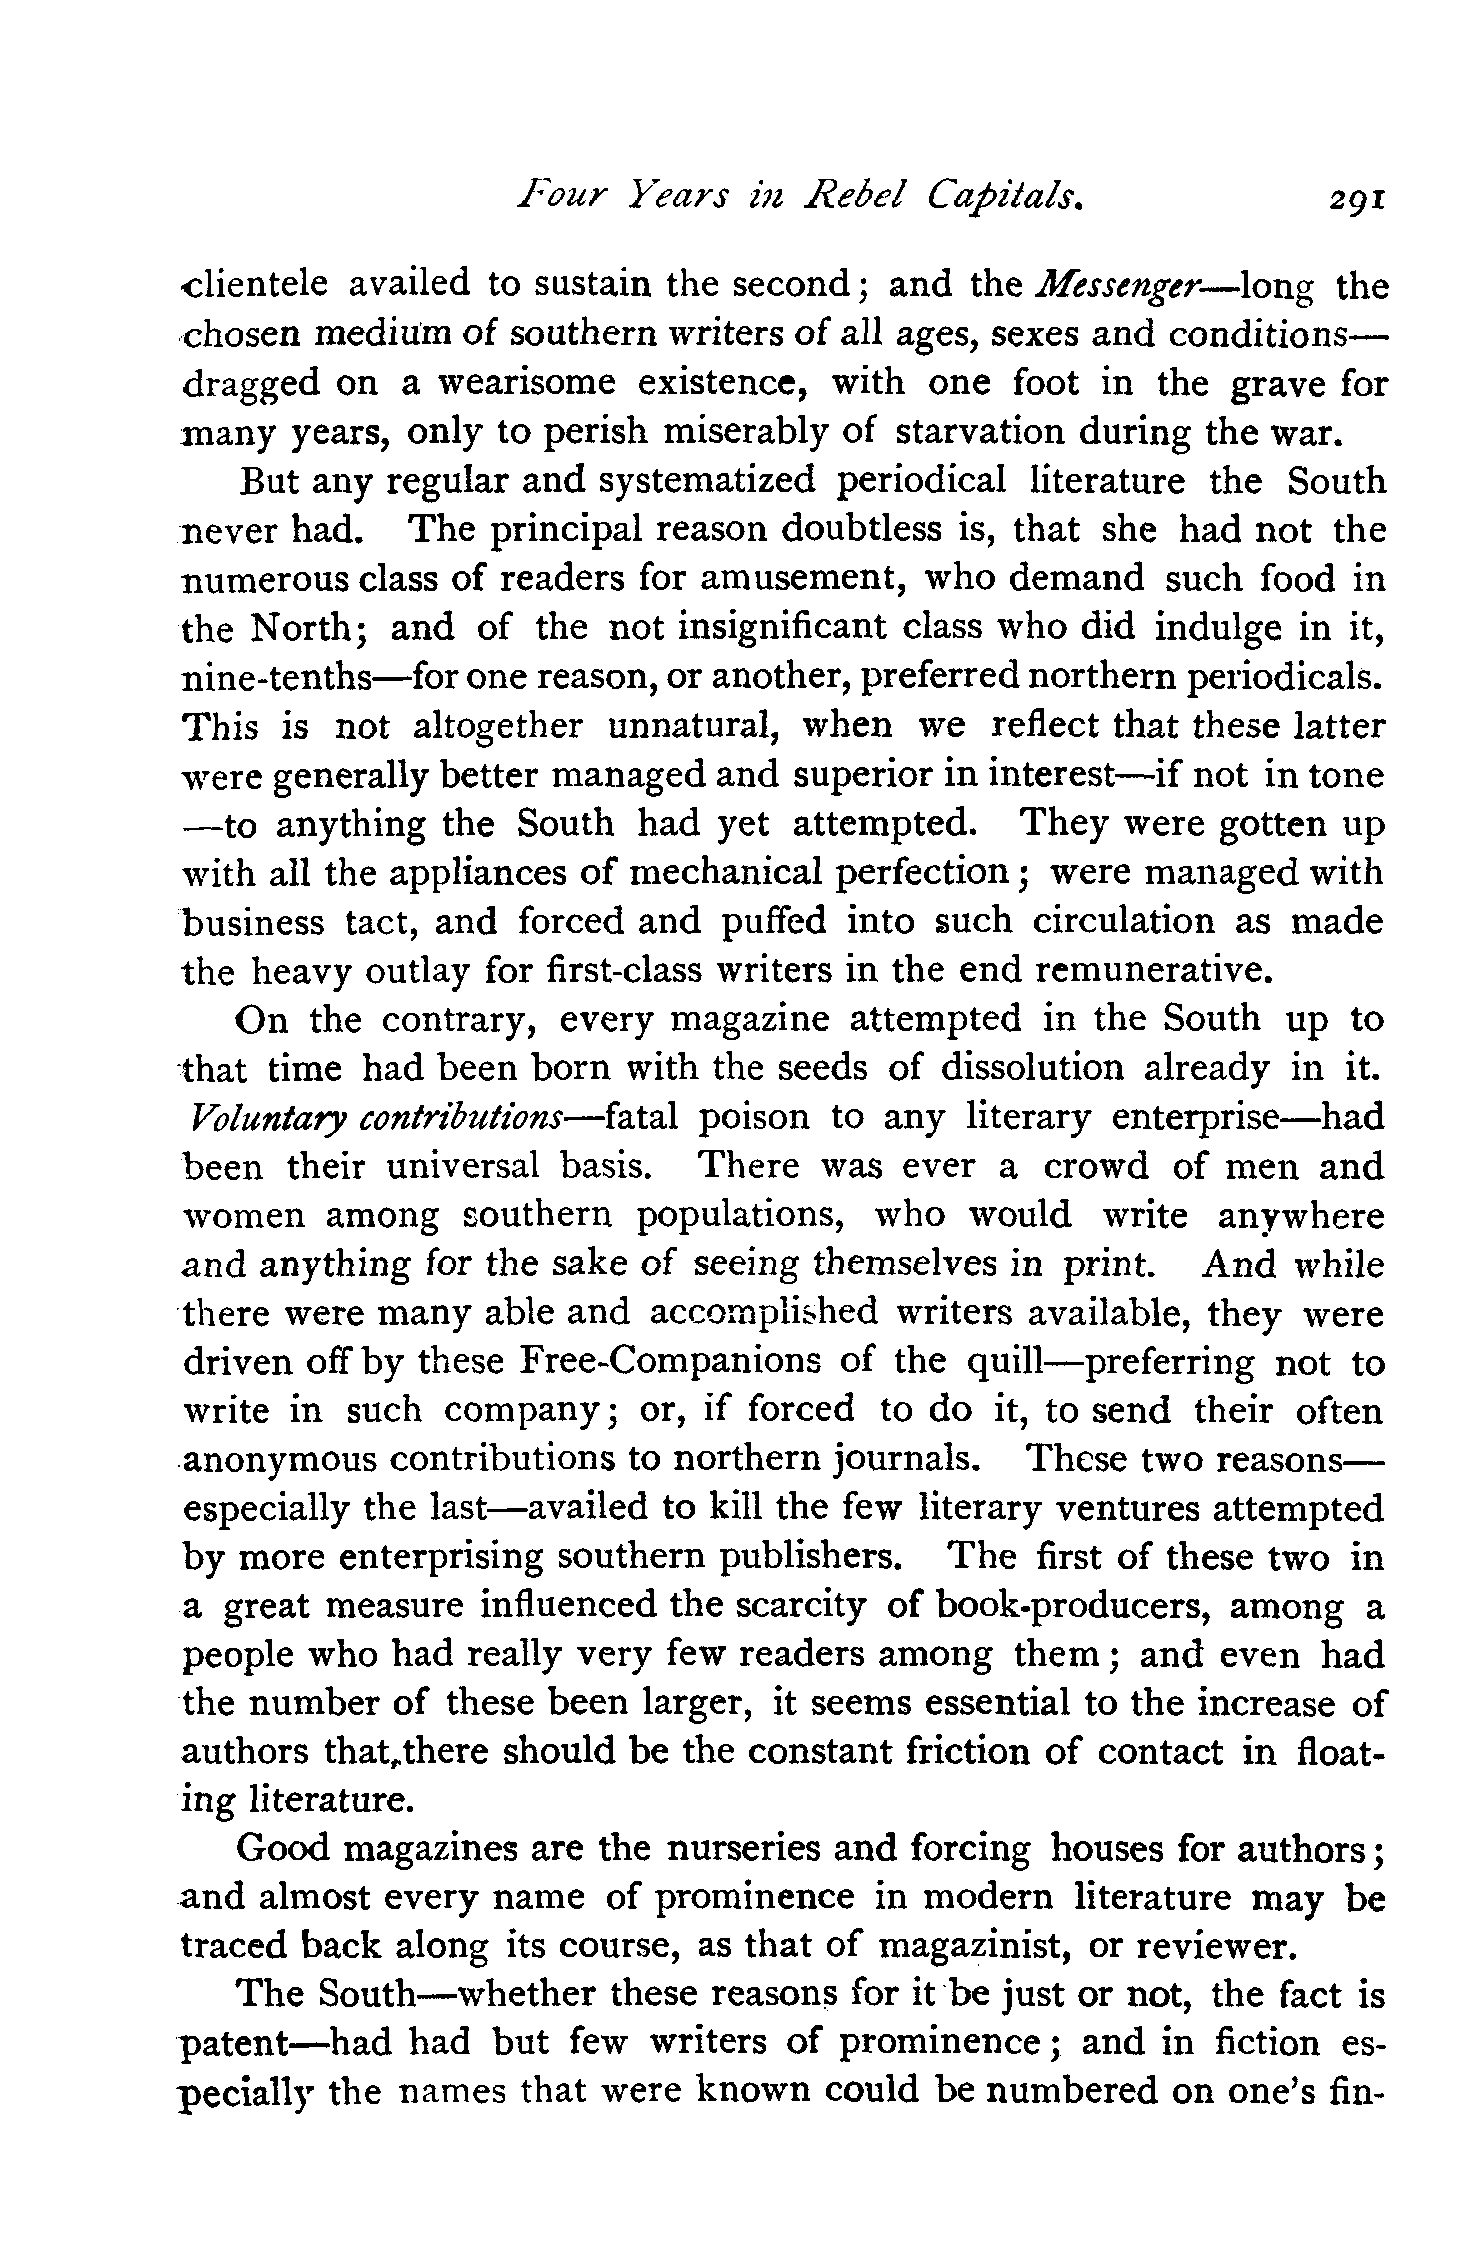 Four Years in Rebel Capitals. 291
clientele availed to sustain the second; and the Messenger—long the
chosen medium of southern writers of all ages, sexes and conditions—
dragged on a wearisome existence, with one foot in the grave for
many years, only to perish miserably of starvation during the war.
But any regular and systematized periodical literature the South
never had. The principal reason doubtless is, that she had not the
numerous class of readers for amusement, who demand such food in
the North; and of the not insignificant class who did indulge in it,
nine-tenths—for one reason, or another, preferred northern periodicals.
This is not altogether unnatural, when we reflect that these latter
were generally better managed and superior in interest—if not in tone
—to anything the South had yet attempted. They were gotten up
with all the appliances of mechanical perfection; were managed with
business tact, and forced and puffed into such circulation as made
the heavy outlay for first-class writers in the end remunerative.
On the contrary, every magazine attempted in the South up to
that time had been born with the seeds of dissolution already in it.
Voluntary contributions—fatal poison to any literary enterprise—had
been their universal basis. There was ever a crowd of men and
women among southern populations, who would write anywhere
and anything for the sake of seeing themselves in print. And while
there were many able and accomplished writers available, they were
driven off by these Free-Companions of the quill—preferring not to
write in such company; or, if forced to do it, to send their often
anonymous contributions to northern journals. These two reasons—
especially the last—availed to kill the few literary ventures attempted
by more enterprising southern publishers. The first of these two in
a great measure influenced the scarcity of book-producers, among a
people who had really very few readers among them; and even had
the number of these been larger, it seems essential to the increase of
authors that there should be the constant friction of contact in float-
ing literature.
Good magazines are the nurseries and forcing houses for authors;
and almost every name of prominence in modern literature may be
traced back along its course, as that of magazinist, or reviewer.
The South—whether these reasons for it be just or not, the fact is
patent—had had but few writers of prominence; and in fiction es-
pecially the names that were known could be numbered on one's fin-